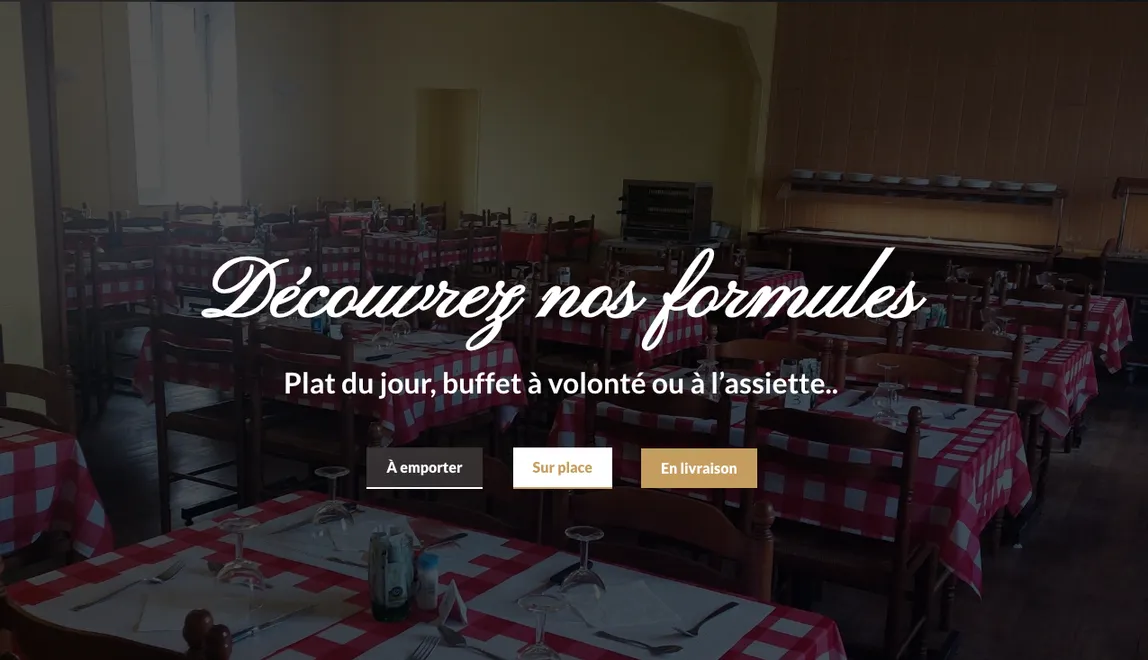 Découvrez nos formules
Plat du jour, buffet à volonté ou à l’assiette..
À emporter
Sur place
En livraison